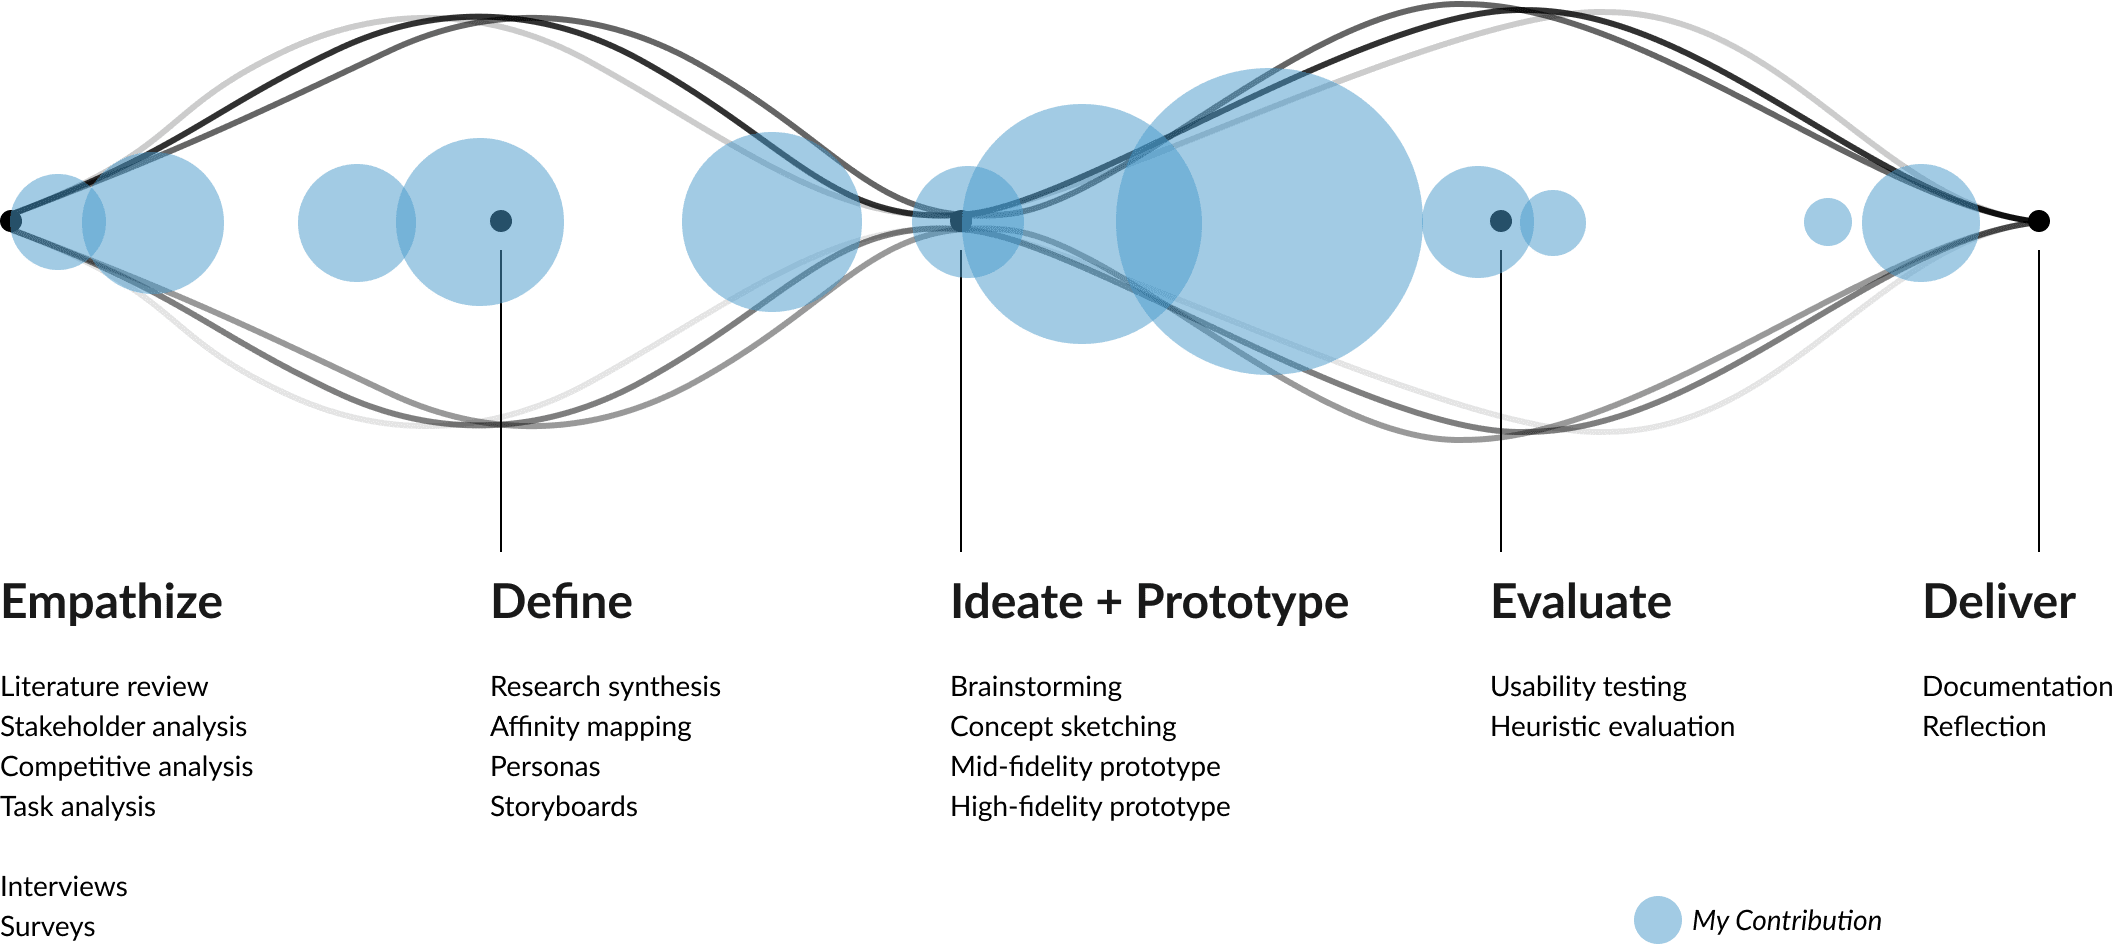 Empathize
Literature review
Stakeholder analysis
Competitive analysis
Task analysis
Interviews
Surveys
Define
Research synthesis
Affinity mapping
Personas
Storyboards
Ideate + Prototype
Brainstorming
Concept sketching
Mid-fidelity prototype
High-fidelity prototype
Evaluate
Usability testing
Heuristic evaluation
Deliver
Documentation
Reflection
My Contribution